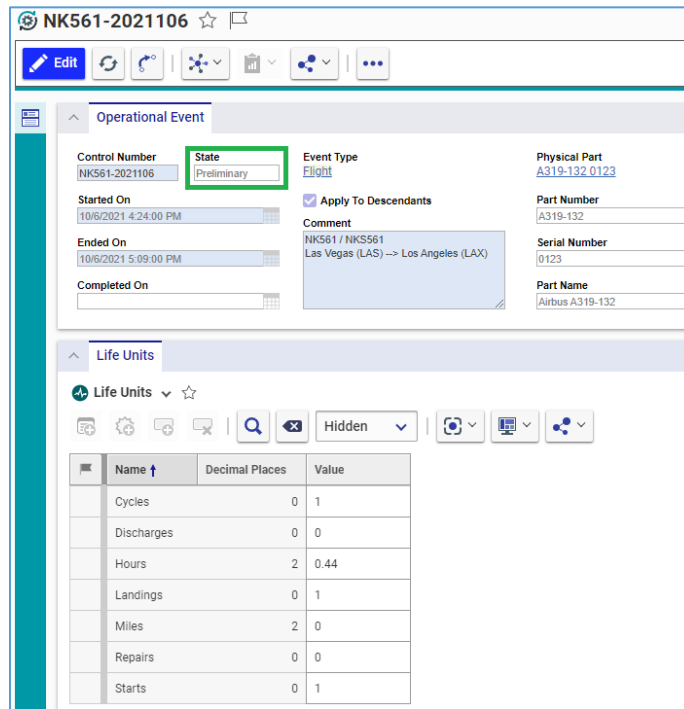 NK561-2021106
Edit
Operational Event
Control Number State Event Type Physical Part
NK561-2021106 Preliminary Flight A319-132 0123
Started On Apply To Descendants Part Number
10/6/2021 4:24:00 PM Comment A319-132
Ended On NK561 / NKS561 Serial Number
10/6/2021 5:09:00 PM Las Vegas (LAS) --> Los Angeles (LAX) 0123
Completed On Part Name
Airbus A319-132
Life Units
Life Units
Hidden
Name Decimal Places Value
Cycles 0 1
Discharges 0 0
Hours 2 0.44
Landings 0 1
Miles 2 0
Repairs 0 0
Starts 0 1